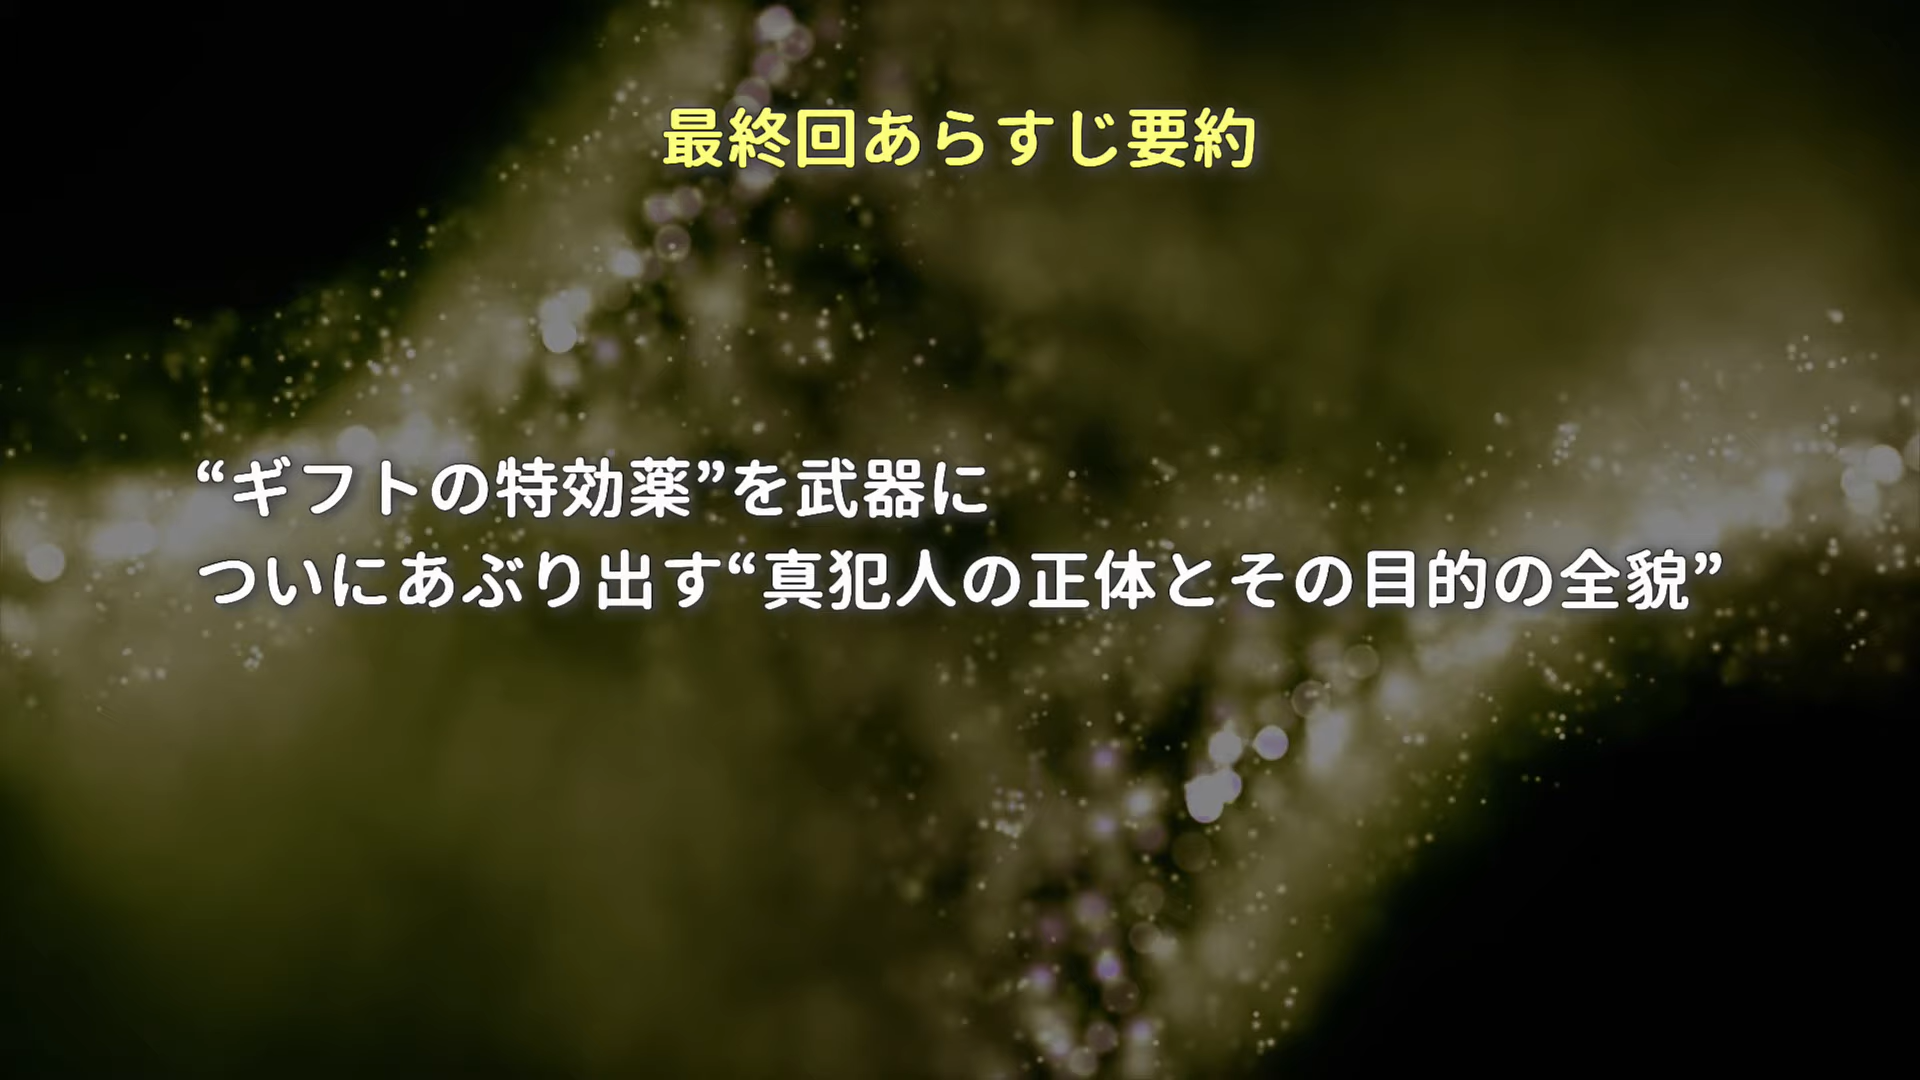 最終回あらすじ要約
“ギフトの特効薬”を武器に
ついにあぶり出す“真犯人の正体とその目的の全貌”